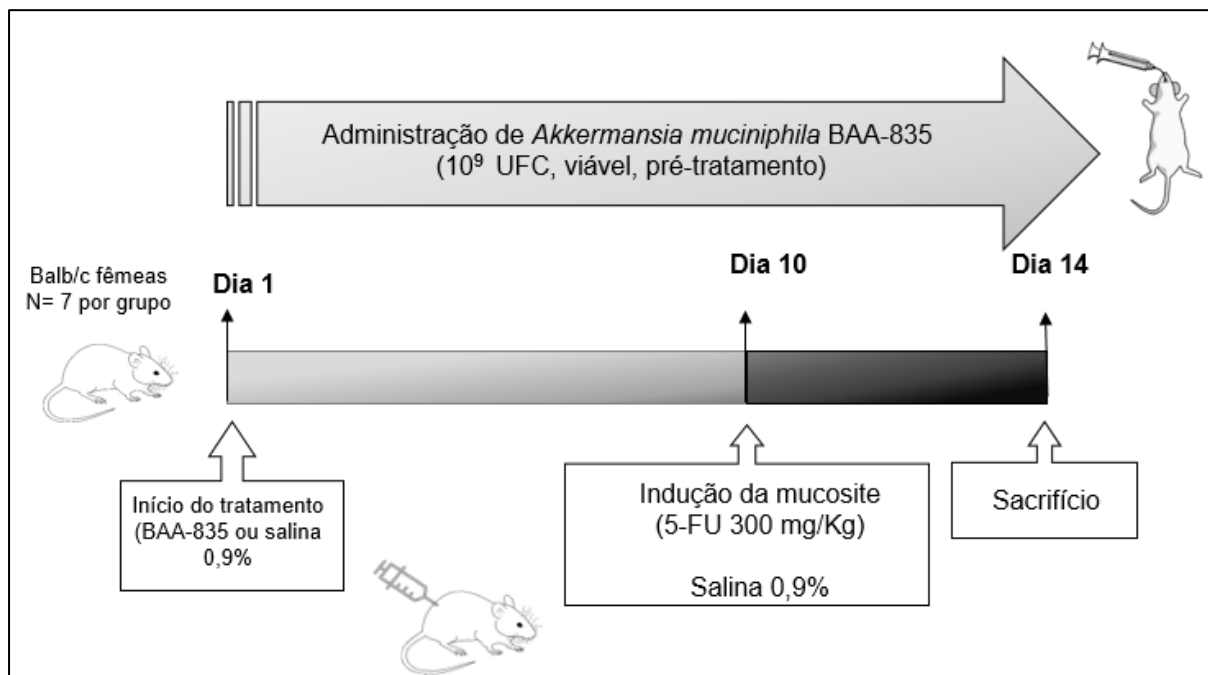 Administração de Akkermansia muciniphila BAA-835
(10⁹ UFC, viável, pré-tratamento)
Balb/c fêmeas
N= 7 por grupo
Dia 1
Dia 10
Dia 14
Início do tratamento
(BAA-835 ou salina
0,9%
Indução da mucosite
(5-FU 300 mg/Kg)
Salina 0,9%
Sacrifício